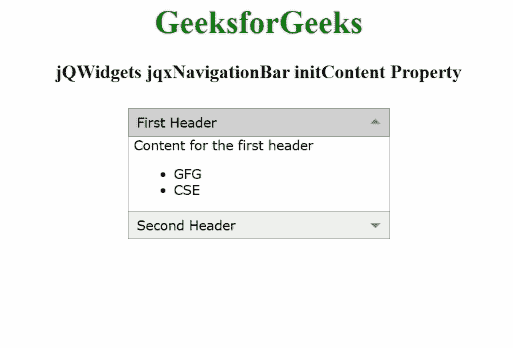 GeeksforGeeks
jQWidgets jqxNavigationBar initContent Property
First Header
Content for the first header
GFG
CSE
Second Header